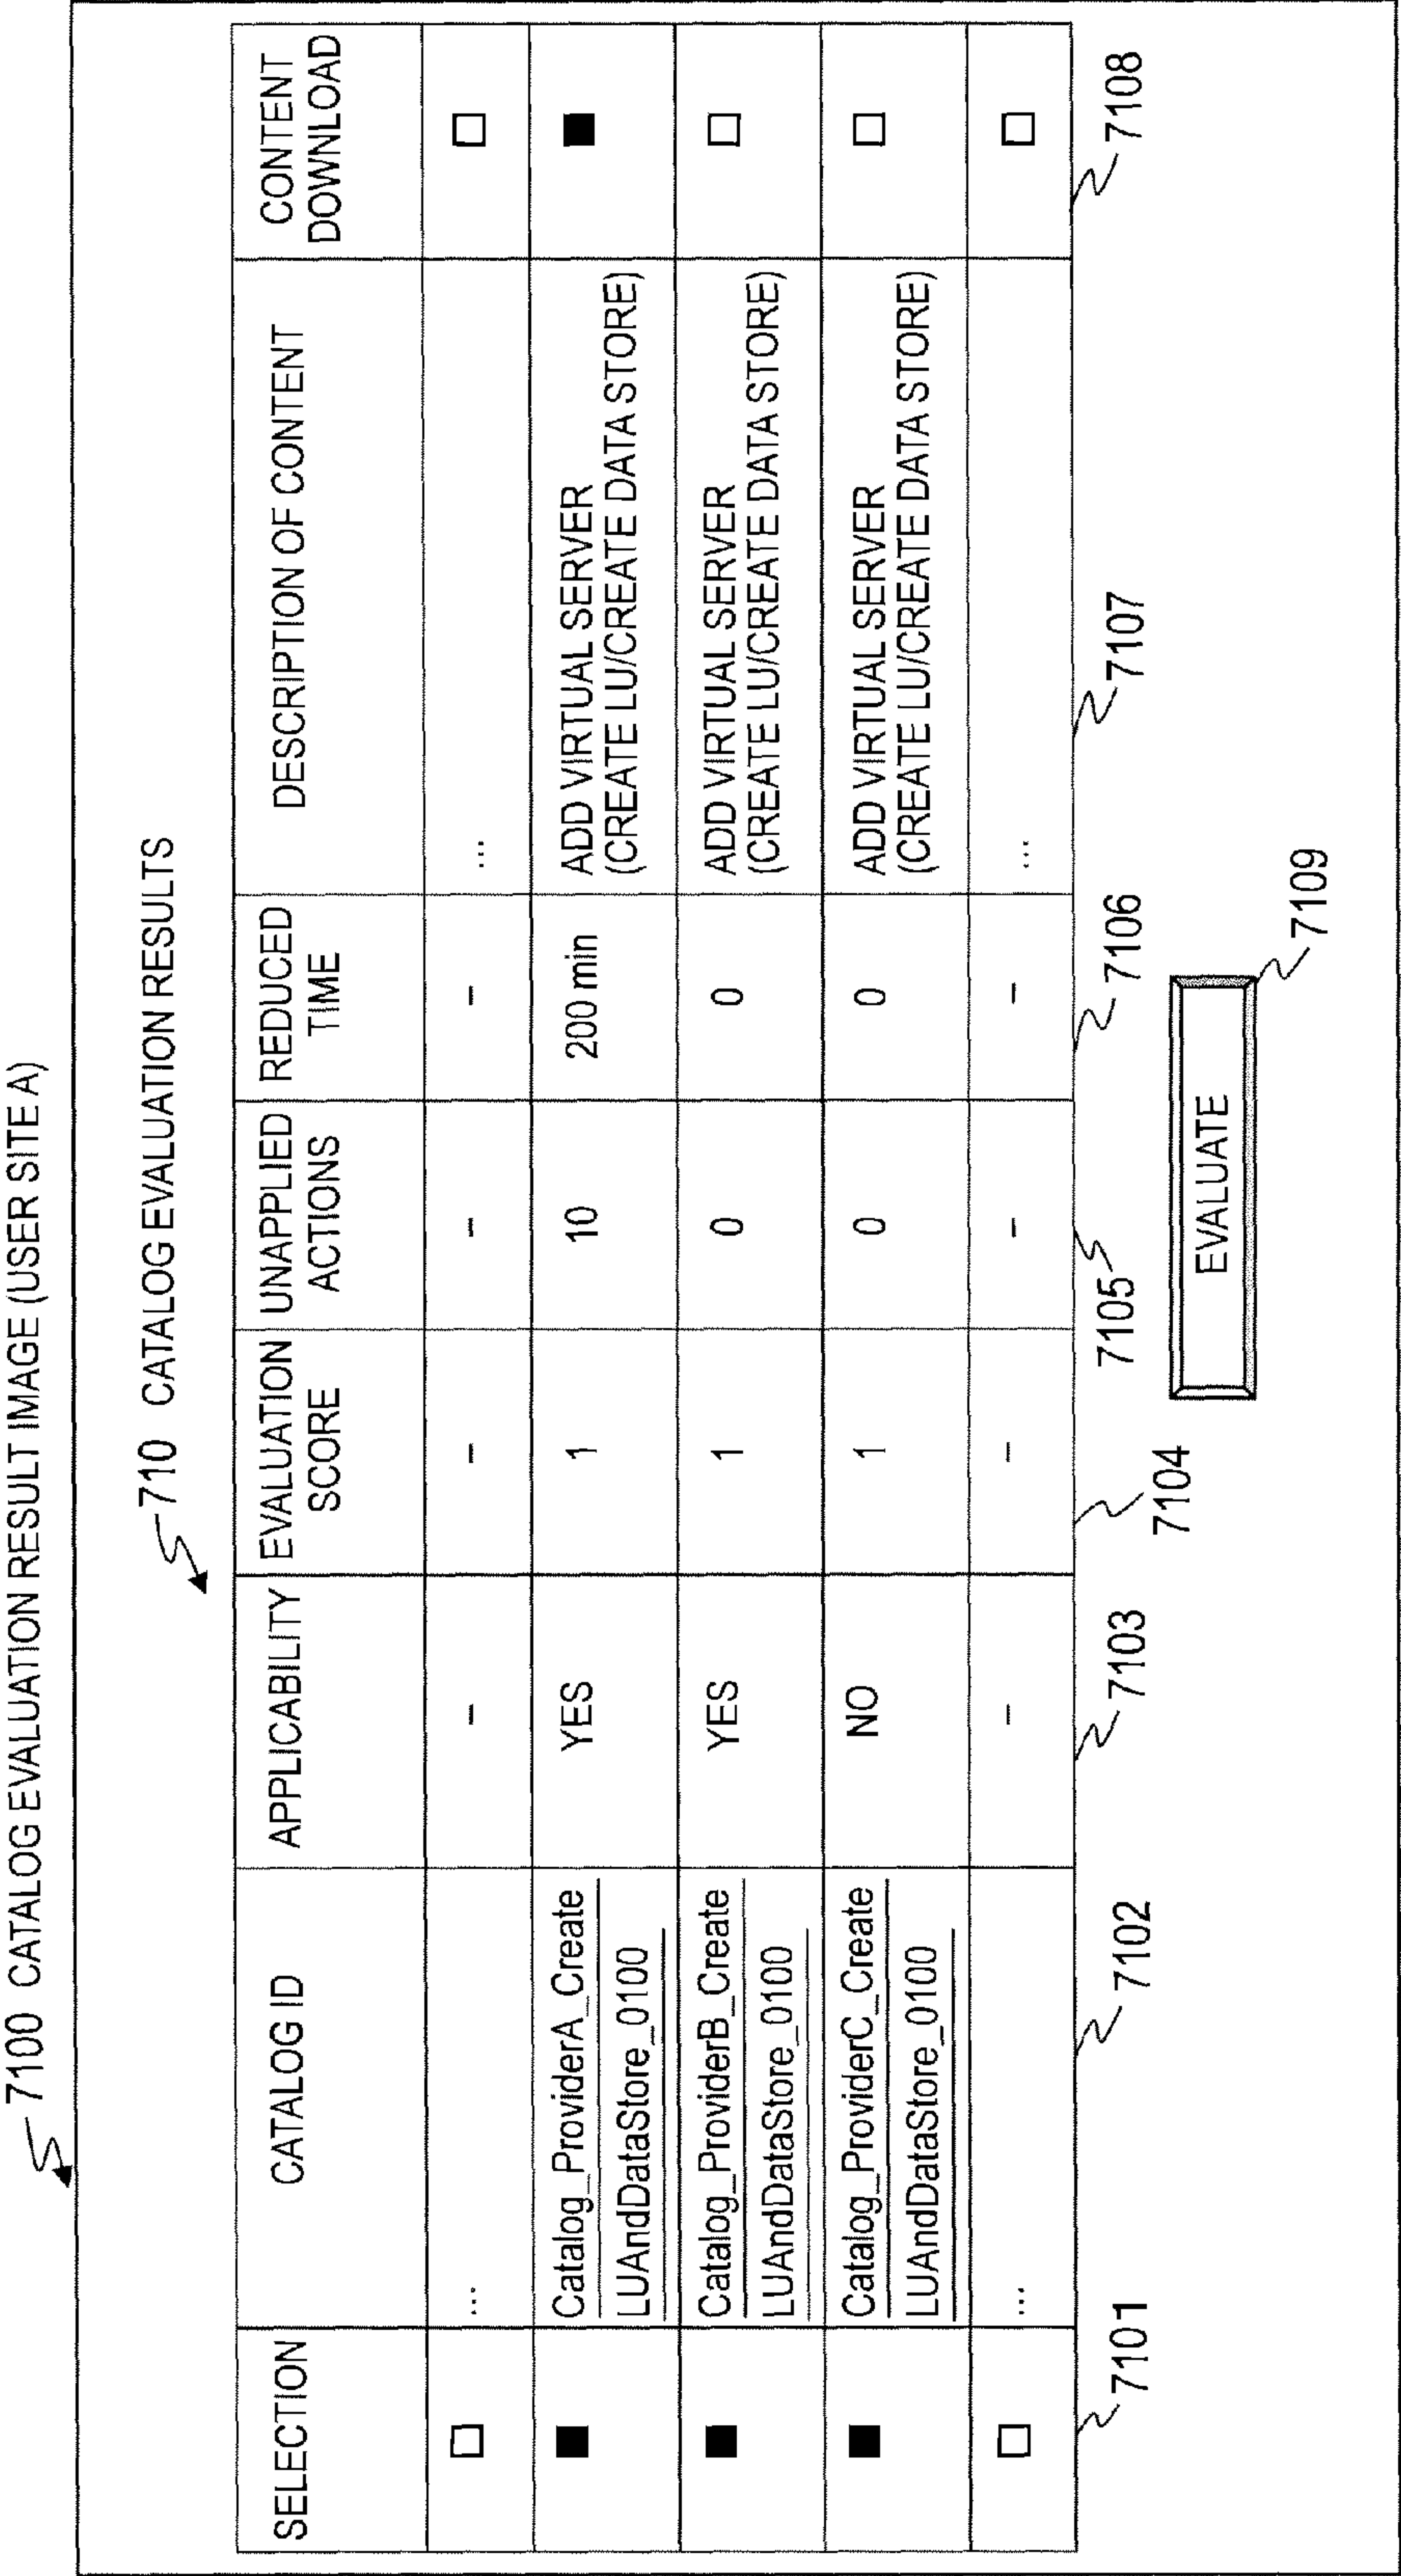 7100 CATALOG EVALUATION RESULT IMAGE (USER SITE A)
710 CATALOG EVALUATION RESULTS
SELECTION
CATALOG ID
APPLICABILITY
EVALUATION
SCORE
UNAPPLIED
ACTIONS
REDUCED
TIME
DESCRIPTION OF CONTENT
CONTENT
DOWNLOAD
...
-
-
-
-
...
Catalog_ProviderA_Create
LUAndDataStore_0100
YES
1
10
200 min
ADD VIRTUAL SERVER
(CREATE LU/CREATE DATA STORE)
Catalog_ProviderB_Create
LUAndDataStore_0100
YES
1
0
0
ADD VIRTUAL SERVER
(CREATE LU/CREATE DATA STORE)
Catalog_ProviderC_Create
LUAndDataStore_0100
NO
1
0
0
ADD VIRTUAL SERVER
(CREATE LU/CREATE DATA STORE)
...
-
-
-
-
...
7101
7102
7103
7104
7105
7106
7107
7108
EVALUATE
7109